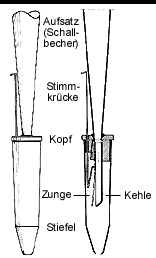 Aufsatz
(Schall-
becher)
Stimm-
krücke
Kopf
Zunge
Kehle
Stiefel